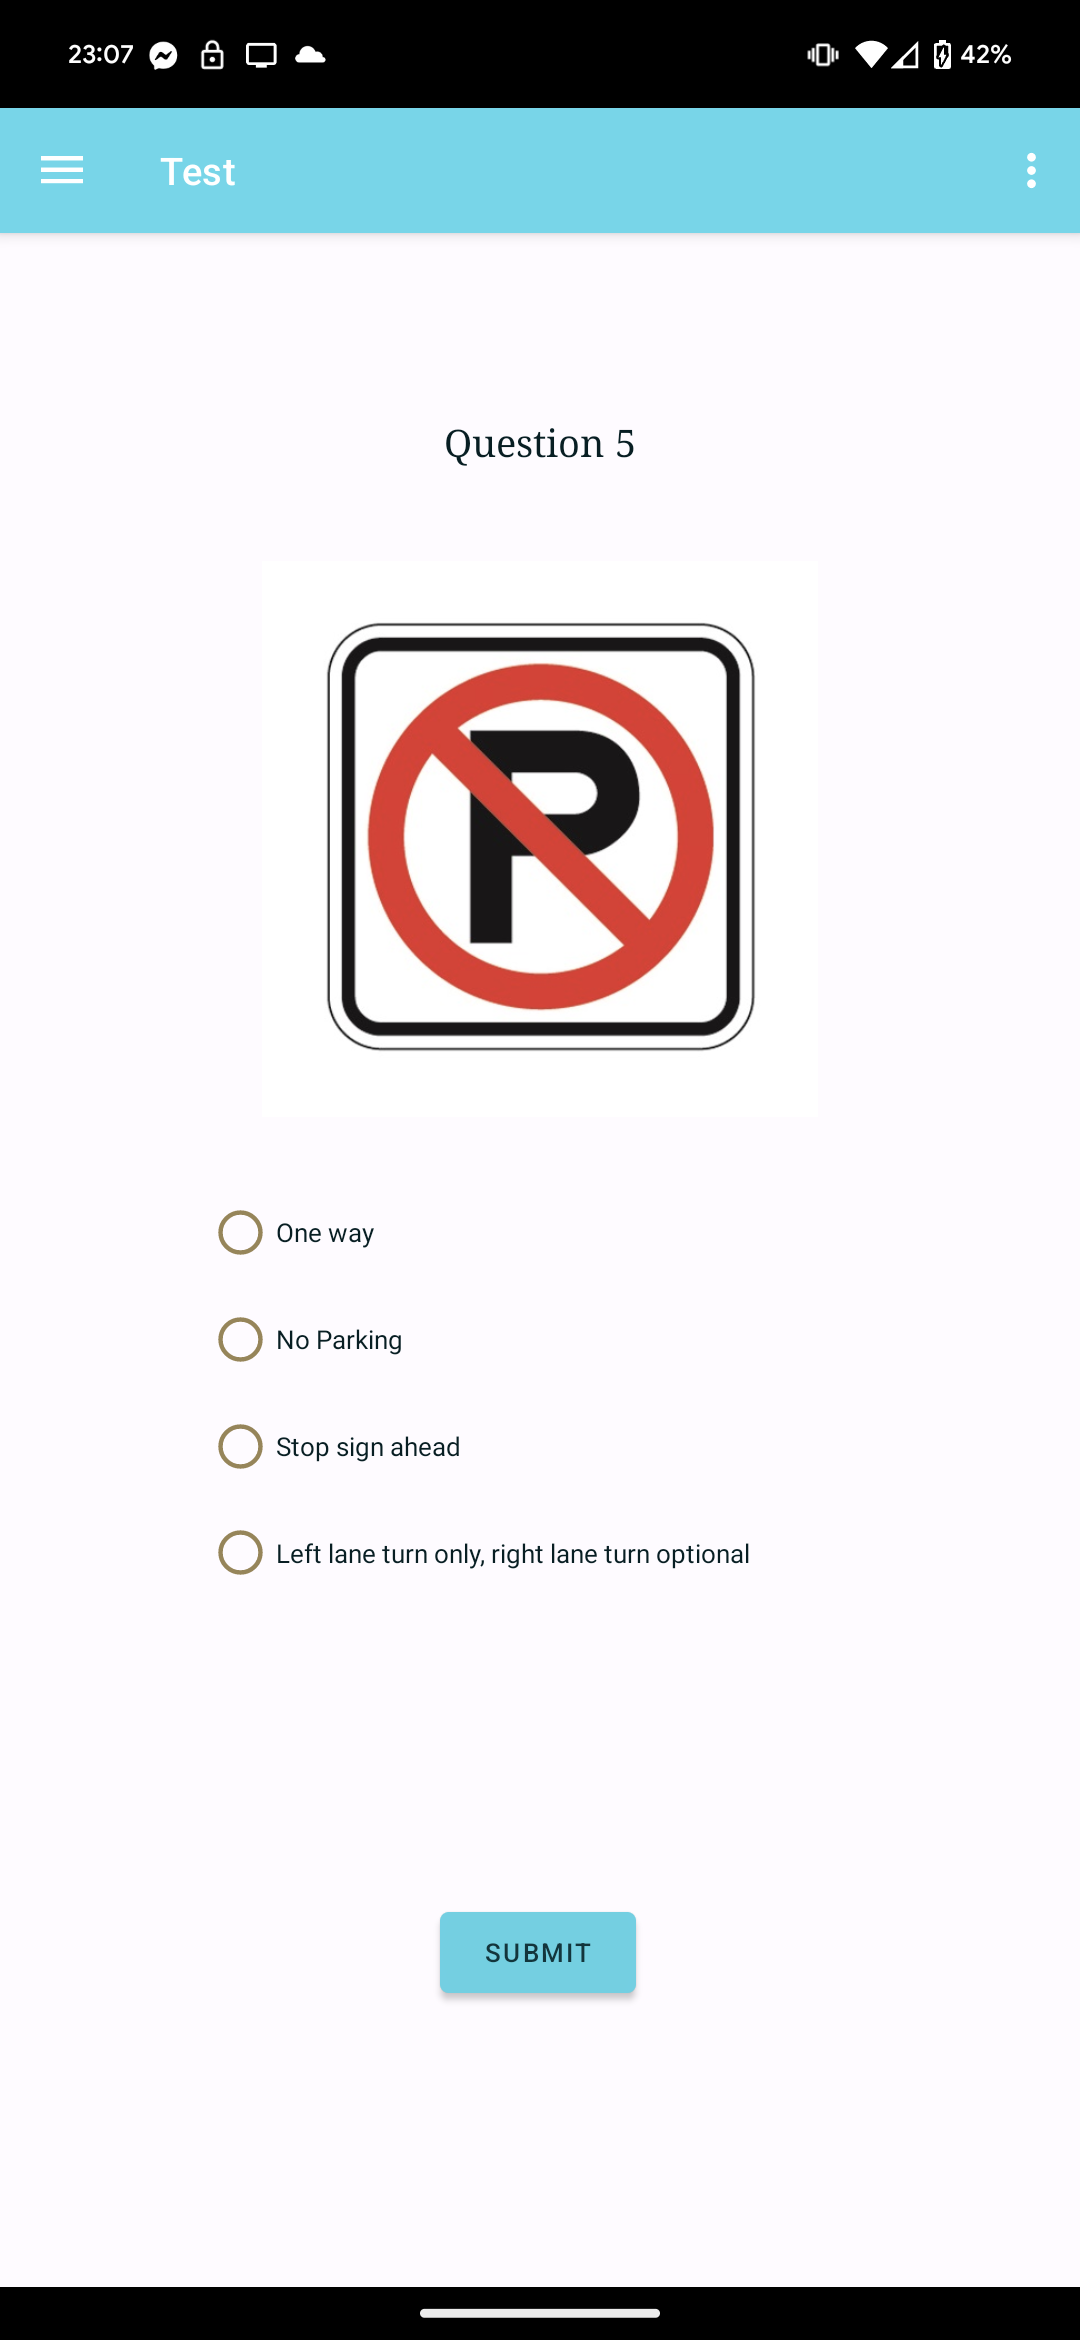 23:07 42%
Test
Question 5
P
One way
No Parking
Stop sign ahead
Left lane turn only, right lane turn optional
SUBMIT